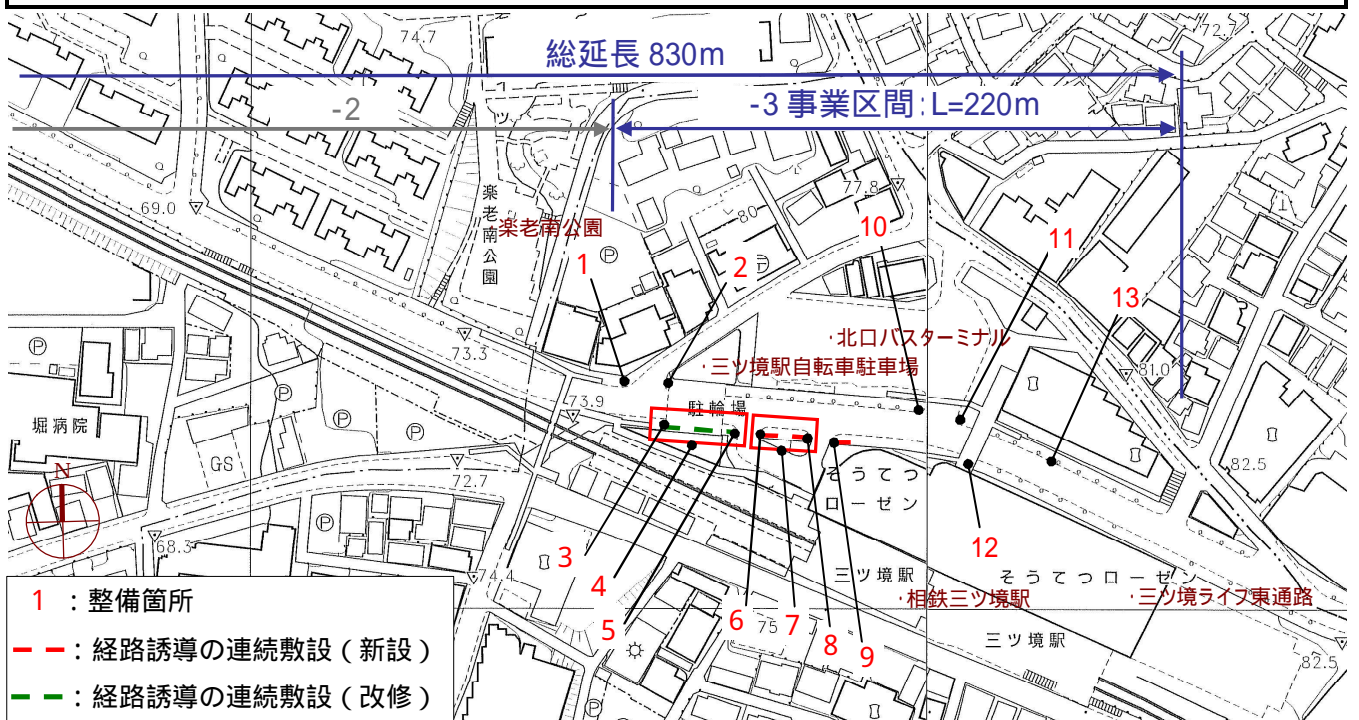 総延長 830m
-2
-3 事業区間：L=220m
74.7
72.7
69.0
楽老南公園
楽老南公園
77.8
80
1
2
10
11
13
・北口バスターミナル
・三ツ境駅自転車駐車場
73.3
81.0
73.9
駐輪場
堀病院
GS
そうてつ
ローゼン
82.5
N
72.7
68.3
74.4
3
4
5
6
7
8
9
12
75
三ツ境駅
そうてつローゼン
・相鉄三ツ境駅
・三ツ境ライフ東通路
三ツ境駅
82.5
1 ：整備箇所
：経路誘導の連続敷設（新設）
：経路誘導の連続敷設（改修）